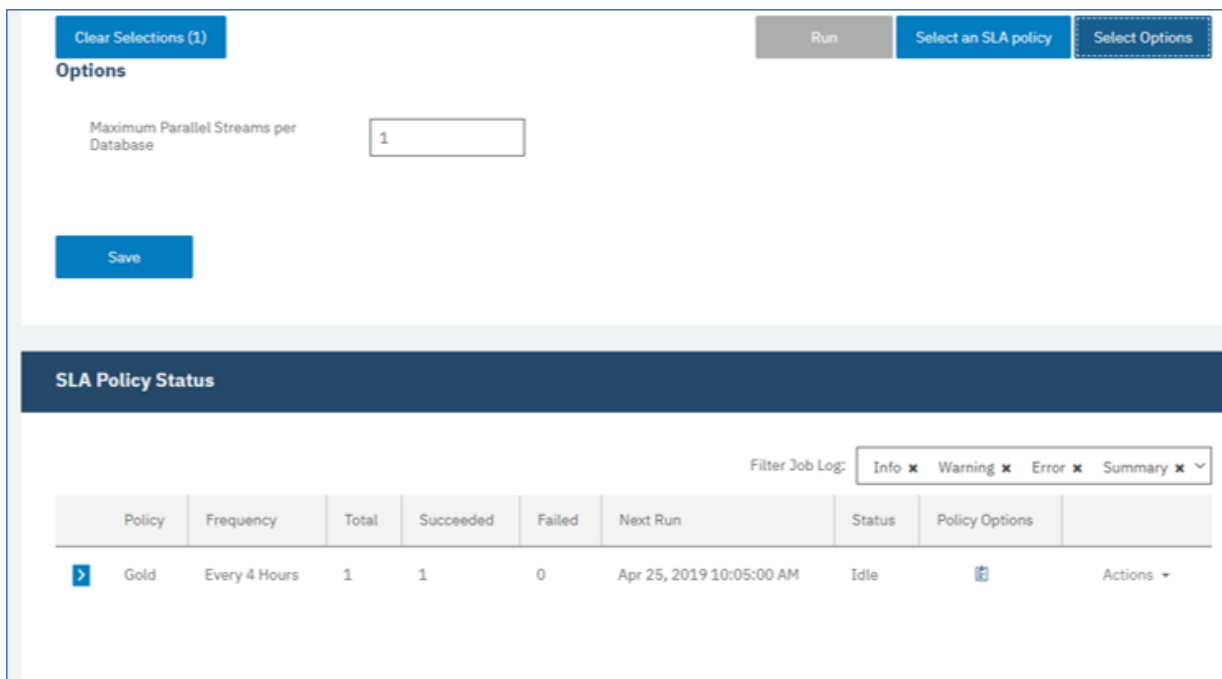 Clear Selections (1)
Run
Select an SLA policy
Select Options
Options
Maximum Parallel Streams per
Database
1
Save
SLA Policy Status
Filter Job Log:
Info × Warning × Error × Summary ×
Policy Frequency Total Succeeded Failed Next Run Status Policy Options
Gold Every 4 Hours 1 1 0 Apr 25, 2019 10:05:00 AM Idle Actions